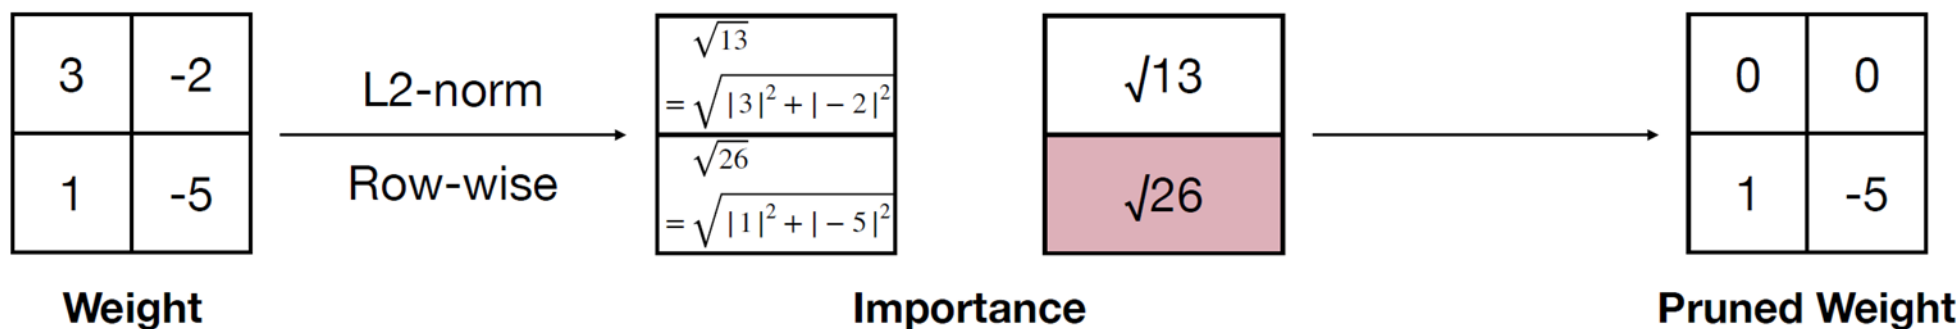 3 -2
1 -5
Weight
L2-norm
Row-wise
√13
= √|3|² + |− 2|²
√26
= √|1|² + |− 5|²
√13
√26
Importance
0 0
1 -5
Pruned Weight